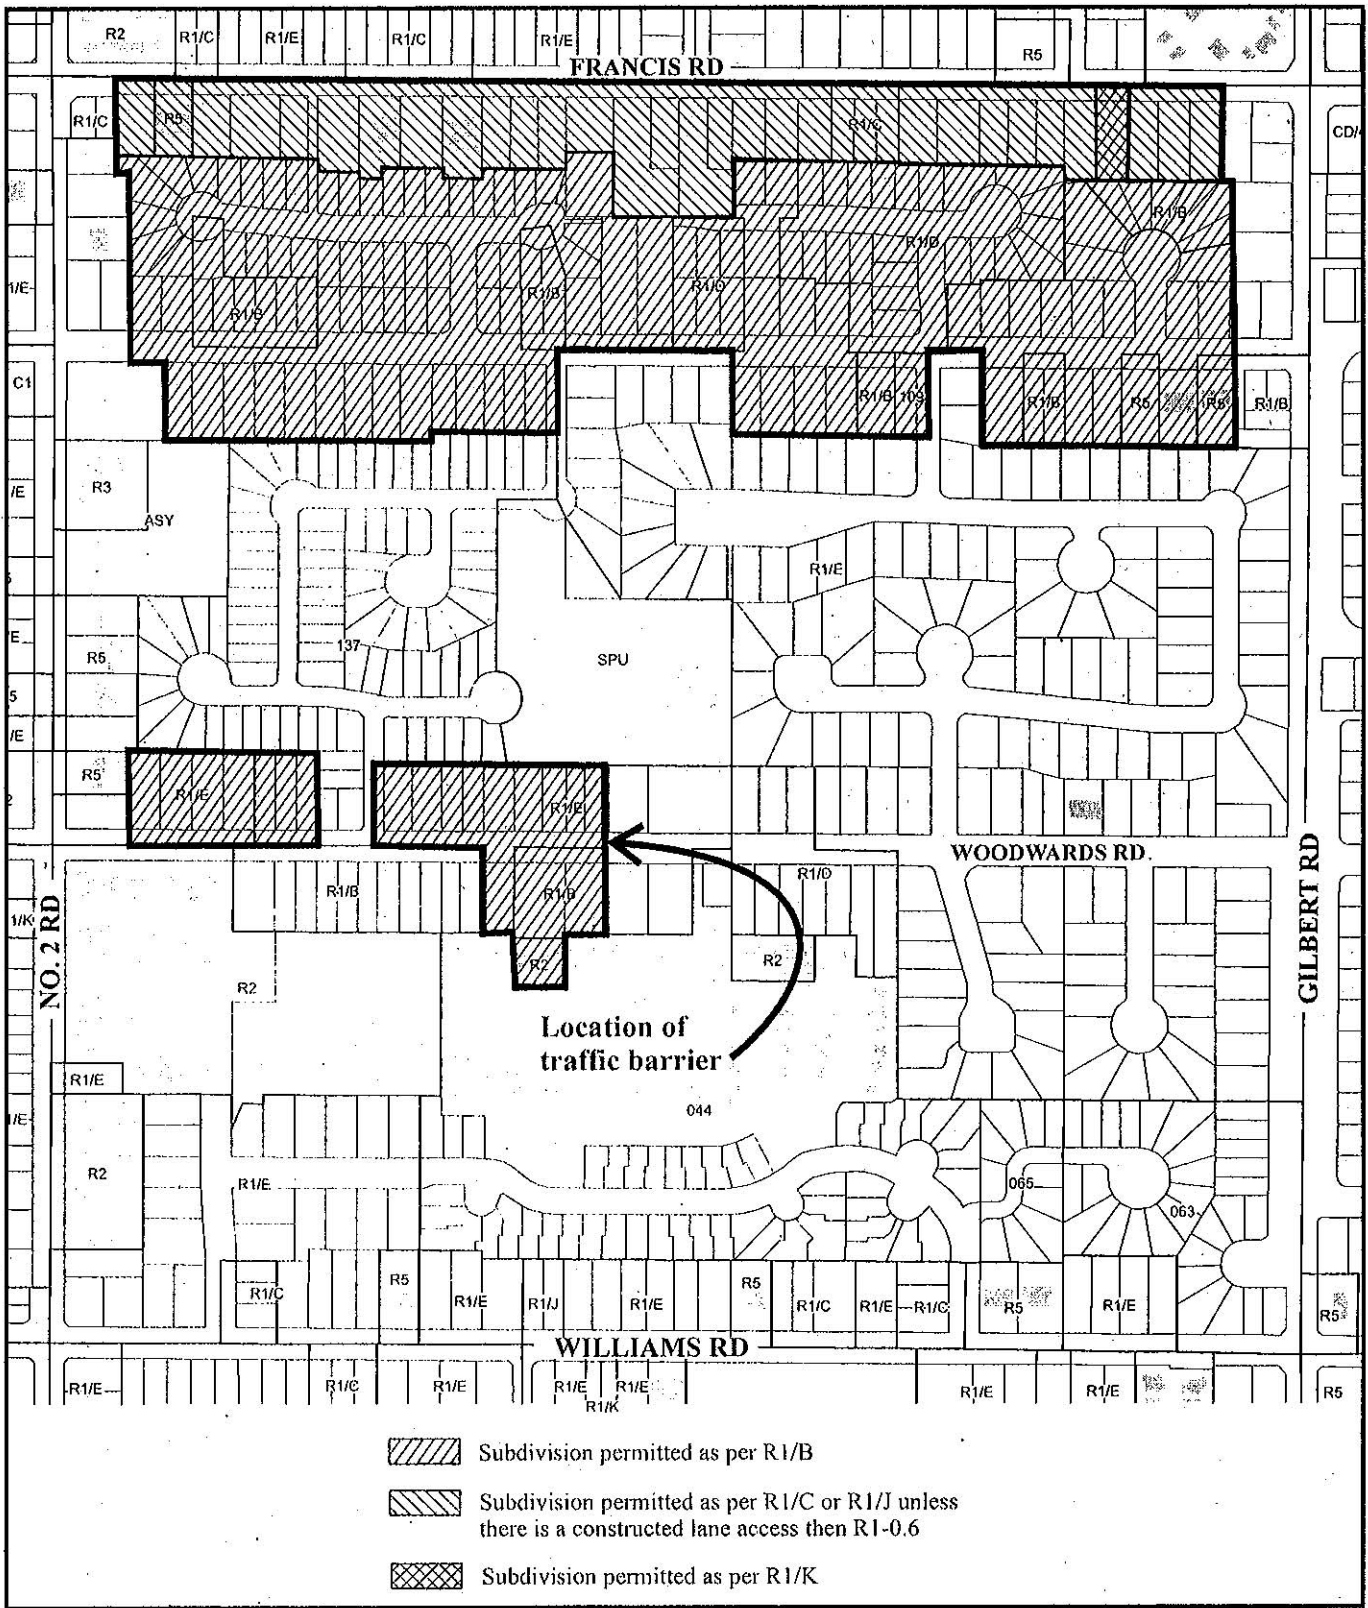 R2 R1/C R1/E R1/C R1/E R5
FRANCIS RD
R1/C R5 R1/C
R1/B
R1/D
R1/B R1/B R1/D
C1 R1/B 109 R1/B R5 R5 R1/B
R3
ASY
R1/E
137
R5 SPU
R5
R1/E R1/E
WOODWARDS RD.
R1/B R1/B R1/D
NO. 2 RD
GILBERT RD
R2 R2 R2
Location of
traffic barrier
R1/E
044
R2 R1/E 065 063
R1/C R5 R1/E R1/J R1/E R5 R1/C R1/E R1/C R5 R1/E R5
WILLIAMS RD
R1/E R1/C R1/E R1/E R1/E R1/E R1/E R5
R1/K
Subdivision permitted as per R1/B
Subdivision permitted as per R1/C or R1/J unless
there is a constructed lane access then R1-0.6
Subdivision permitted as per R1/K